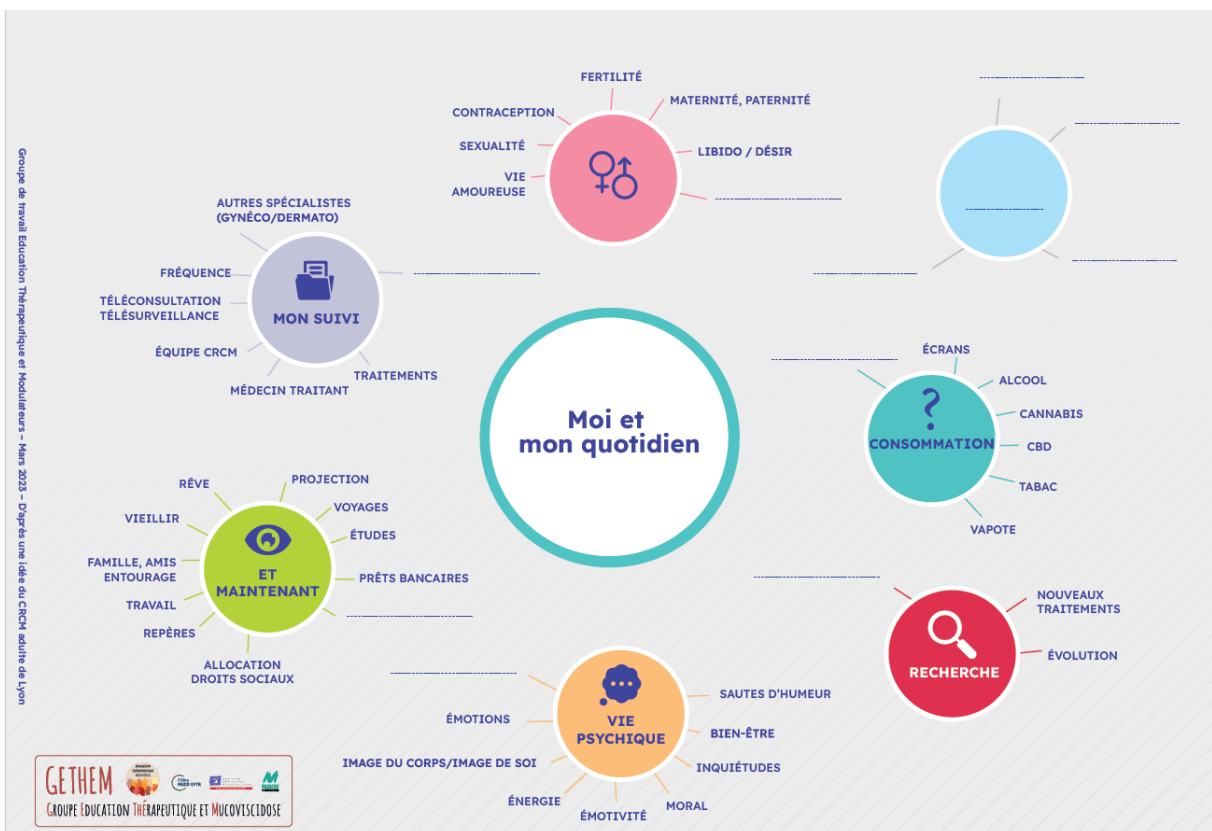 FERTILITÉ
CONTRACEPTION
MATERNITÉ, PATERNITÉ
SEXUALITÉ
LIBIDO / DÉSIR
VIE
AMOUREUSE
AUTRES SPÉCIALISTES
(GYNÉCO/DERMATO)
FRÉQUENCE
TÉLÉCONSULTATION
TÉLÉSURVEILLANCE
MON SUIVI
ÉQUIPE CRCM
MÉDECIN TRAITANT
TRAITEMENTS
Moi et
mon quotidien
ÉCRANS
ALCOOL
CANNABIS
?
CONSOMMATION
CBD
TABAC
VAPOTE
RÊVE
PROJECTION
VOYAGES
VIEILLIR
ÉTUDES
FAMILLE, AMIS
ENTOURAGE
ET
MAINTENANT
PRÊTS BANCAIRES
TRAVAIL
REPÈRES
ALLOCATION
DROITS SOCIAUX
NOUVEAUX
TRAITEMENTS
RECHERCHE
ÉVOLUTION
SAUTES D'HUMEUR
ÉMOTIONS
VIE
PSYCHIQUE
BIEN-ÊTRE
IMAGE DU CORPS/IMAGE DE SOI
INQUIÉTUDES
ÉNERGIE
ÉMOTIVITÉ
MORAL
Groupe de travail Education Thérapeutique et Modulateurs – Mars 2023 – D'après une idée du CRCM adulte de Lyon
GETHEM
GROUPE EDUCATION THÉRAPEUTIQUE ET MUCOVISCIDOSE